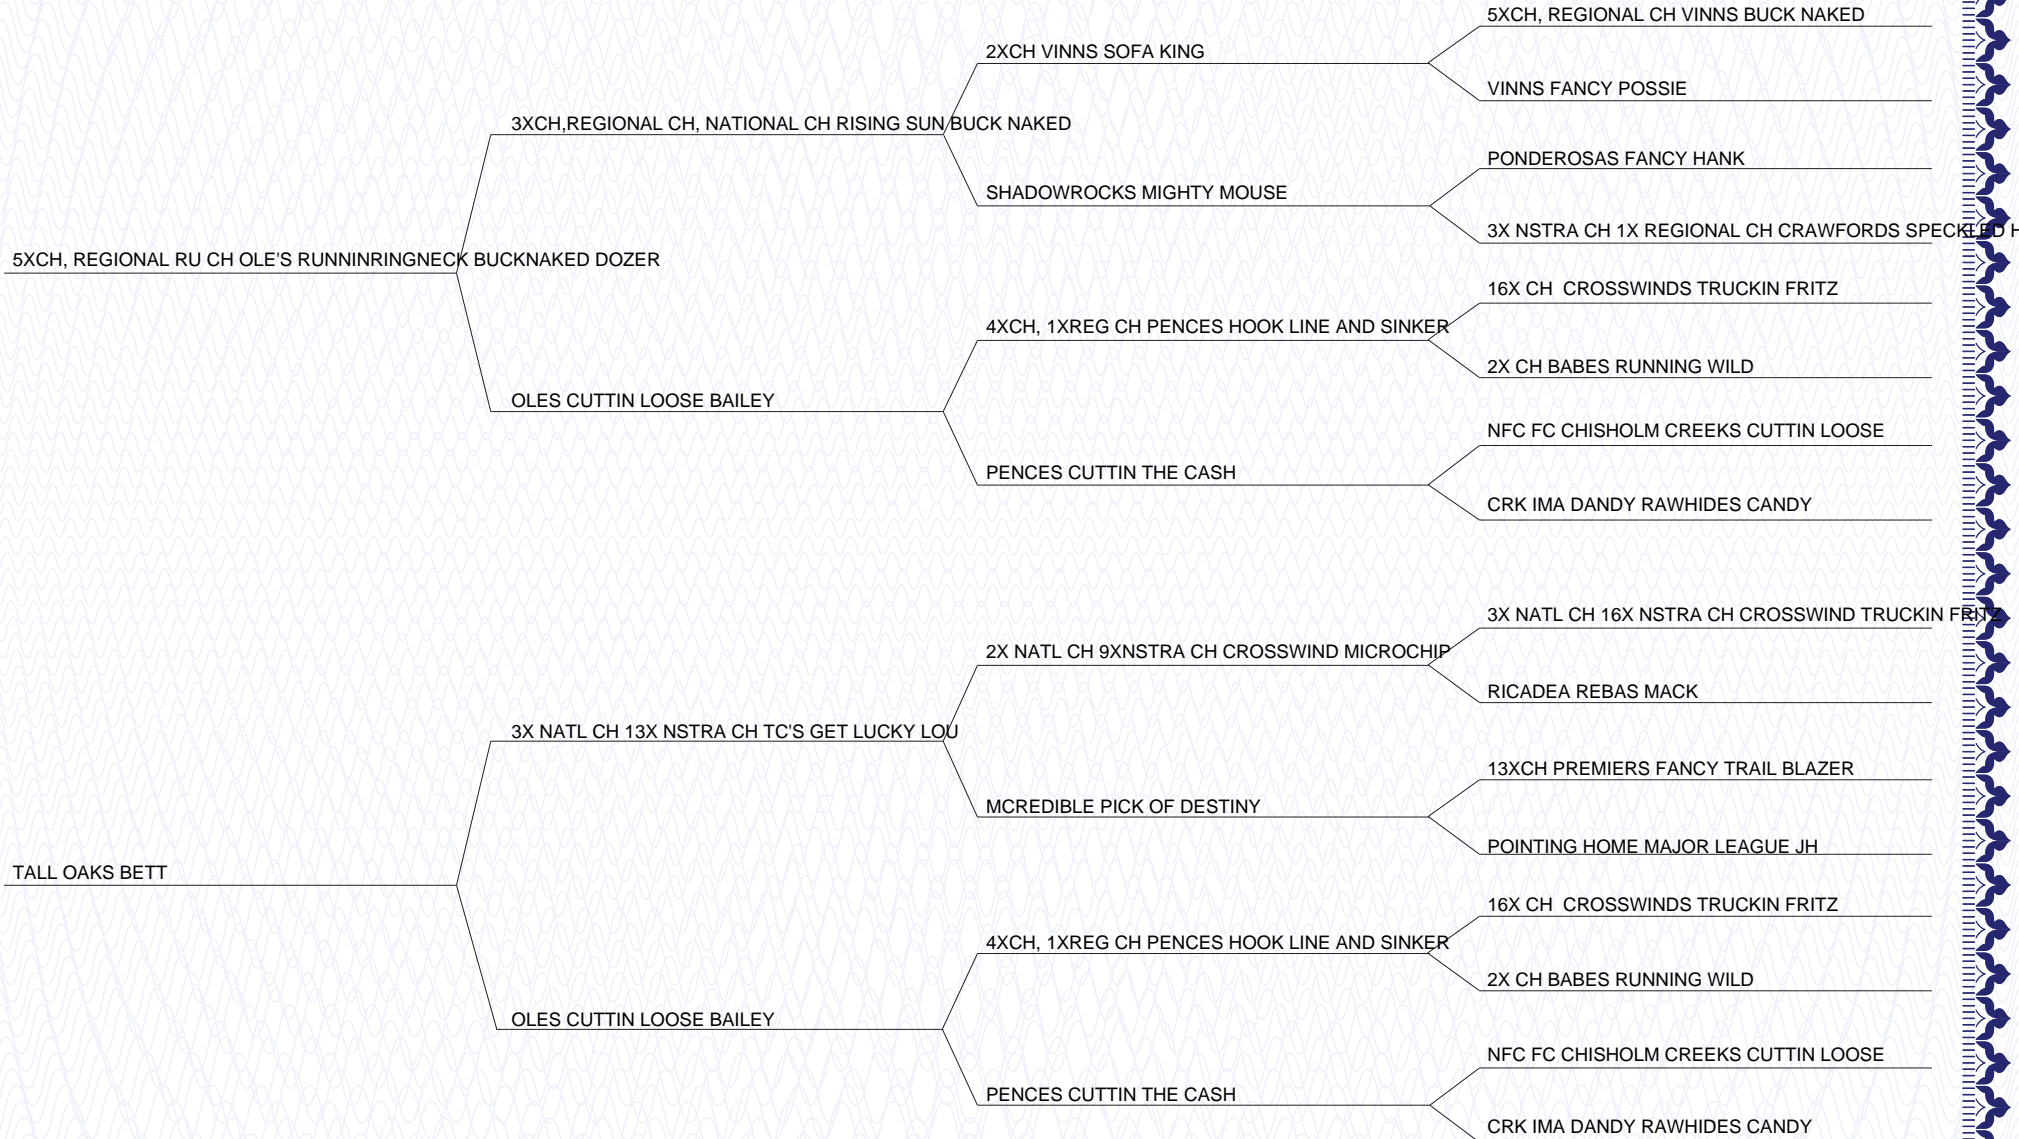 5XCH, REGIONAL CH VINNS BUCK NAKED
2XCH VINNS SOFA KING
VINNS FANCY POSSIE
3XCH,REGIONAL CH, NATIONAL CH RISING SUN BUCK NAKED
PONDEROSAS FANCY HANK
SHADOWROCKS MIGHTY MOUSE
3X NSTRA CH 1X REGIONAL CH CRAWFORDS SPECKLED H
5XCH, REGIONAL RU CH OLE'S RUNNINRINGNECK BUCKNAKED DOZER
16X CH  CROSSWINDS TRUCKIN FRITZ
4XCH, 1XREG CH PENCES HOOK LINE AND SINKER
2X CH BABES RUNNING WILD
OLES CUTTIN LOOSE BAILEY
NFC FC CHISHOLM CREEKS CUTTIN LOOSE
PENCES CUTTIN THE CASH
CRK IMA DANDY RAWHIDES CANDY
3X NATL CH 16X NSTRA CH CROSSWIND TRUCKIN FRITZ
2X NATL CH 9XNSTRA CH CROSSWIND MICROCHIP
RICADEA REBAS MACK
3X NATL CH 13X NSTRA CH TC'S GET LUCKY LOU
13XCH PREMIERS FANCY TRAIL BLAZER
MCREDIBLE PICK OF DESTINY
POINTING HOME MAJOR LEAGUE JH
TALL OAKS BETT
16X CH  CROSSWINDS TRUCKIN FRITZ
4XCH, 1XREG CH PENCES HOOK LINE AND SINKER
2X CH BABES RUNNING WILD
OLES CUTTIN LOOSE BAILEY
NFC FC CHISHOLM CREEKS CUTTIN LOOSE
PENCES CUTTIN THE CASH
CRK IMA DANDY RAWHIDES CANDY